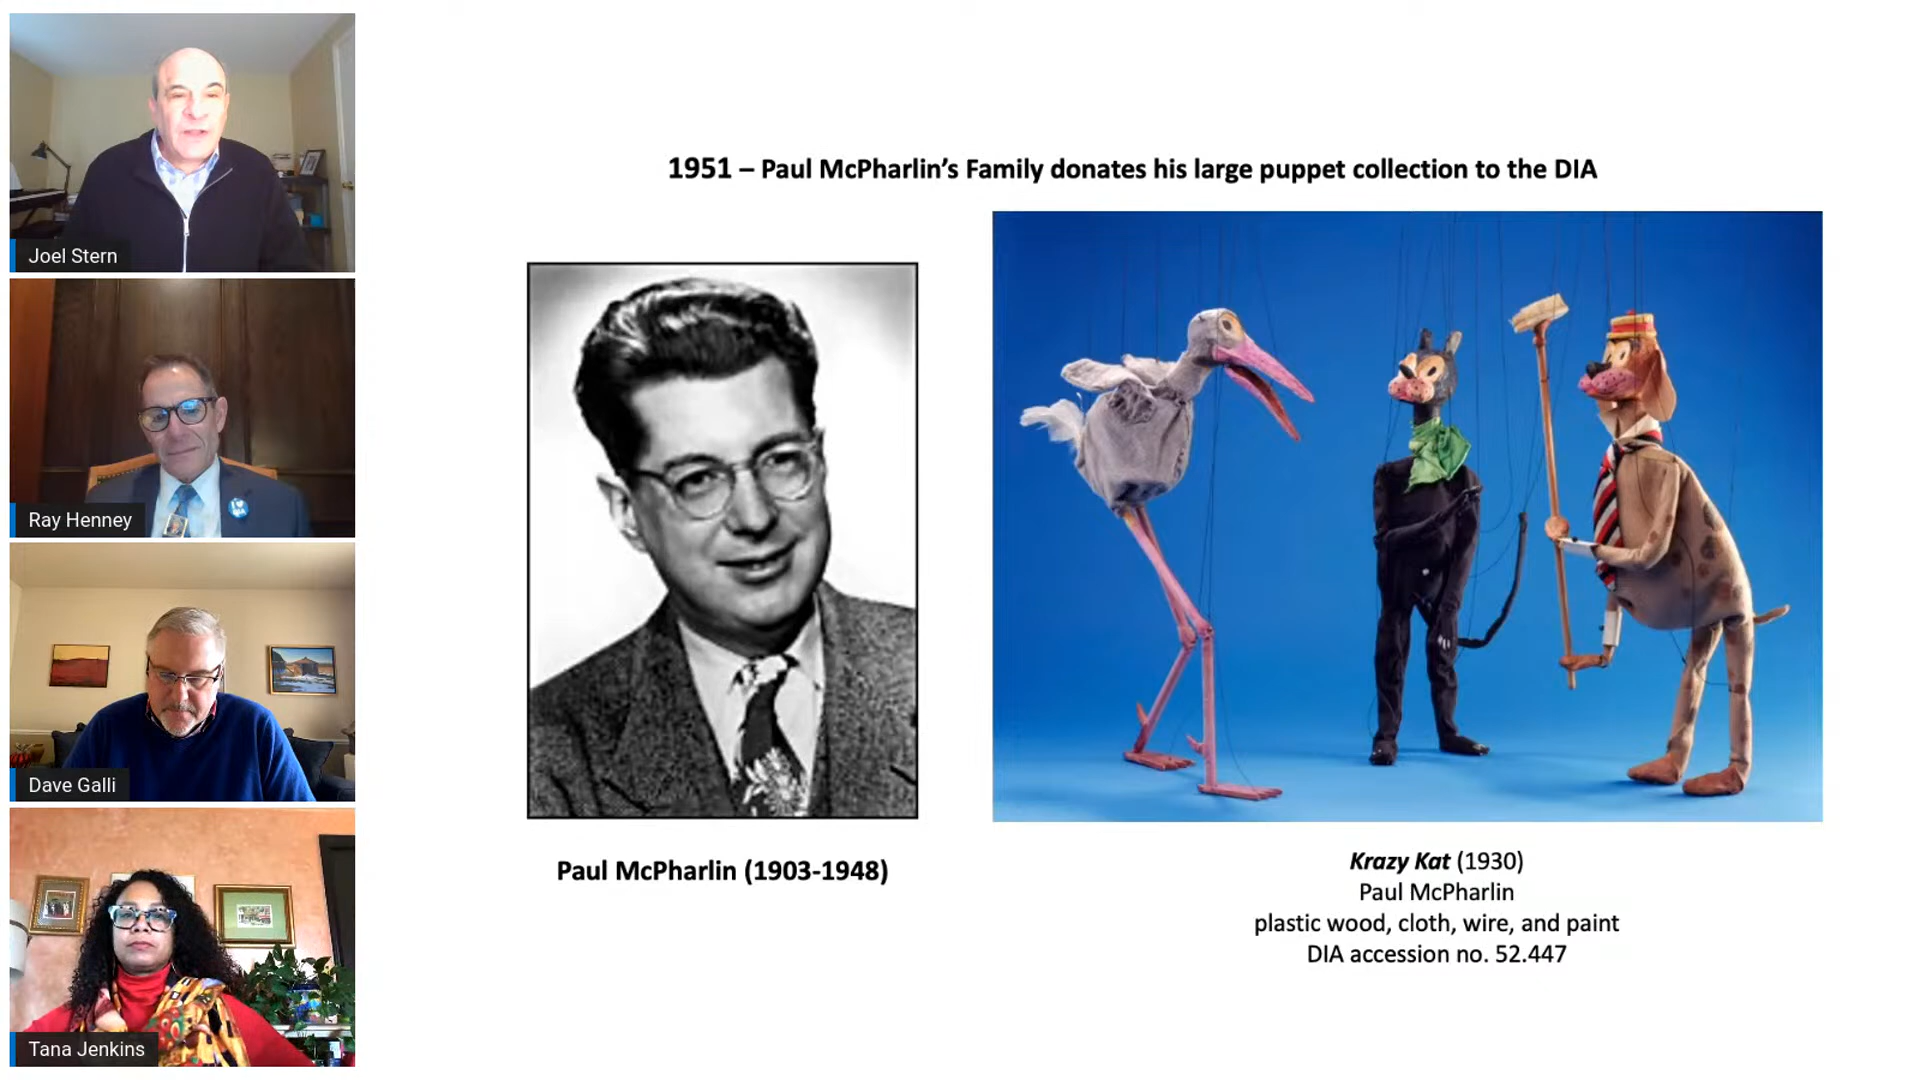 Joel Stern
Ray Henney
Dave Galli
Tana Jenkins
1951 – Paul McPharlin’s Family donates his large puppet collection to the DIA
Paul McPharlin (1903-1948)
Krazy Kat (1930)
Paul McPharlin
plastic wood, cloth, wire, and paint
DIA accession no. 52.447